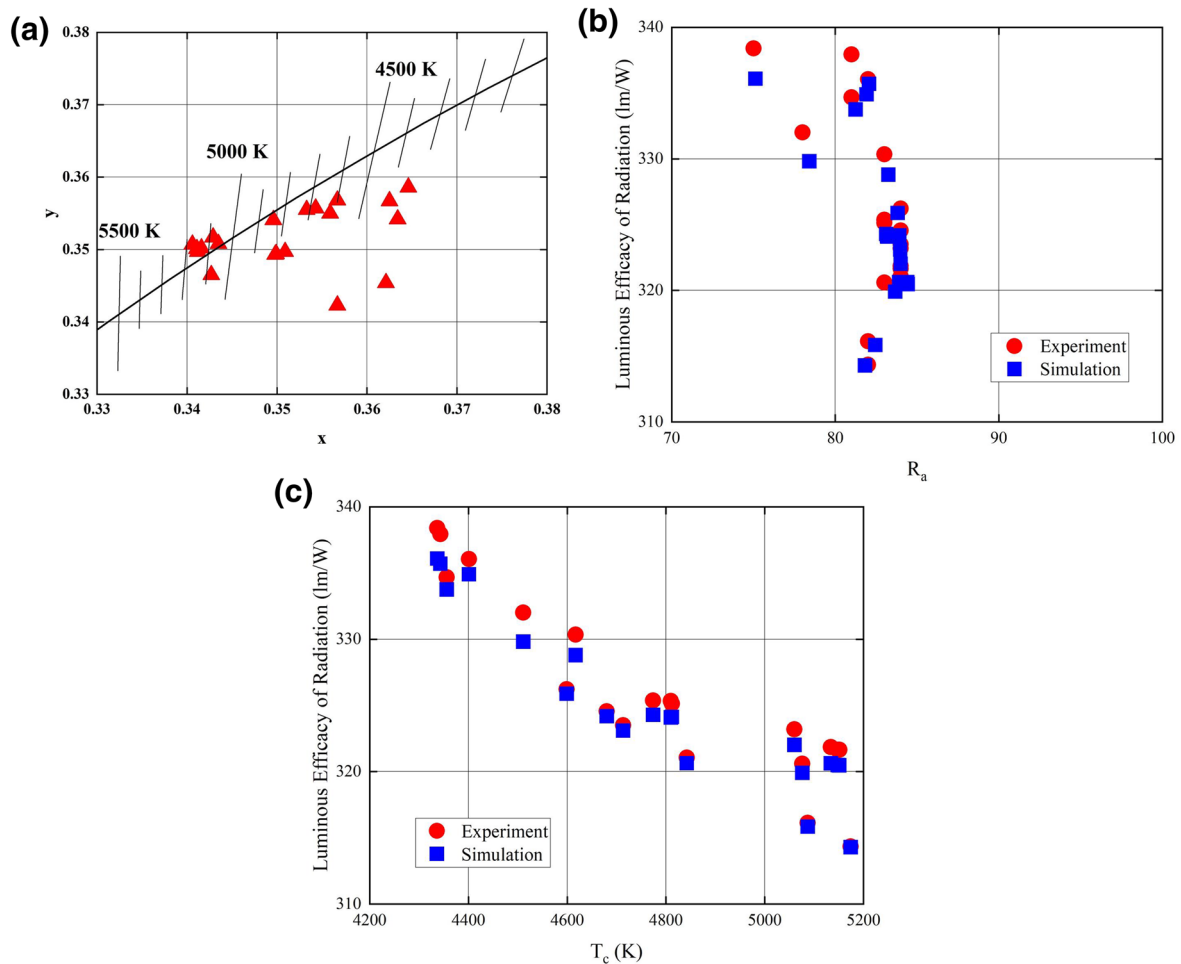 (a)
0.38
0.37
0.36
0.35
0.34
0.33
y
4500 K
5000 K
5500 K
0.33 0.34 0.35 0.36 0.37 0.38
x
(b)
340
330
320
310
Luminous Efficacy of Radiation (lm/W)
Experiment
Simulation
70 80 90 100
Ra
(c)
340
330
320
310
Luminous Efficacy of Radiation (lm/W)
Experiment
Simulation
4200 4400 4600 4800 5000 5200
Tc (K)